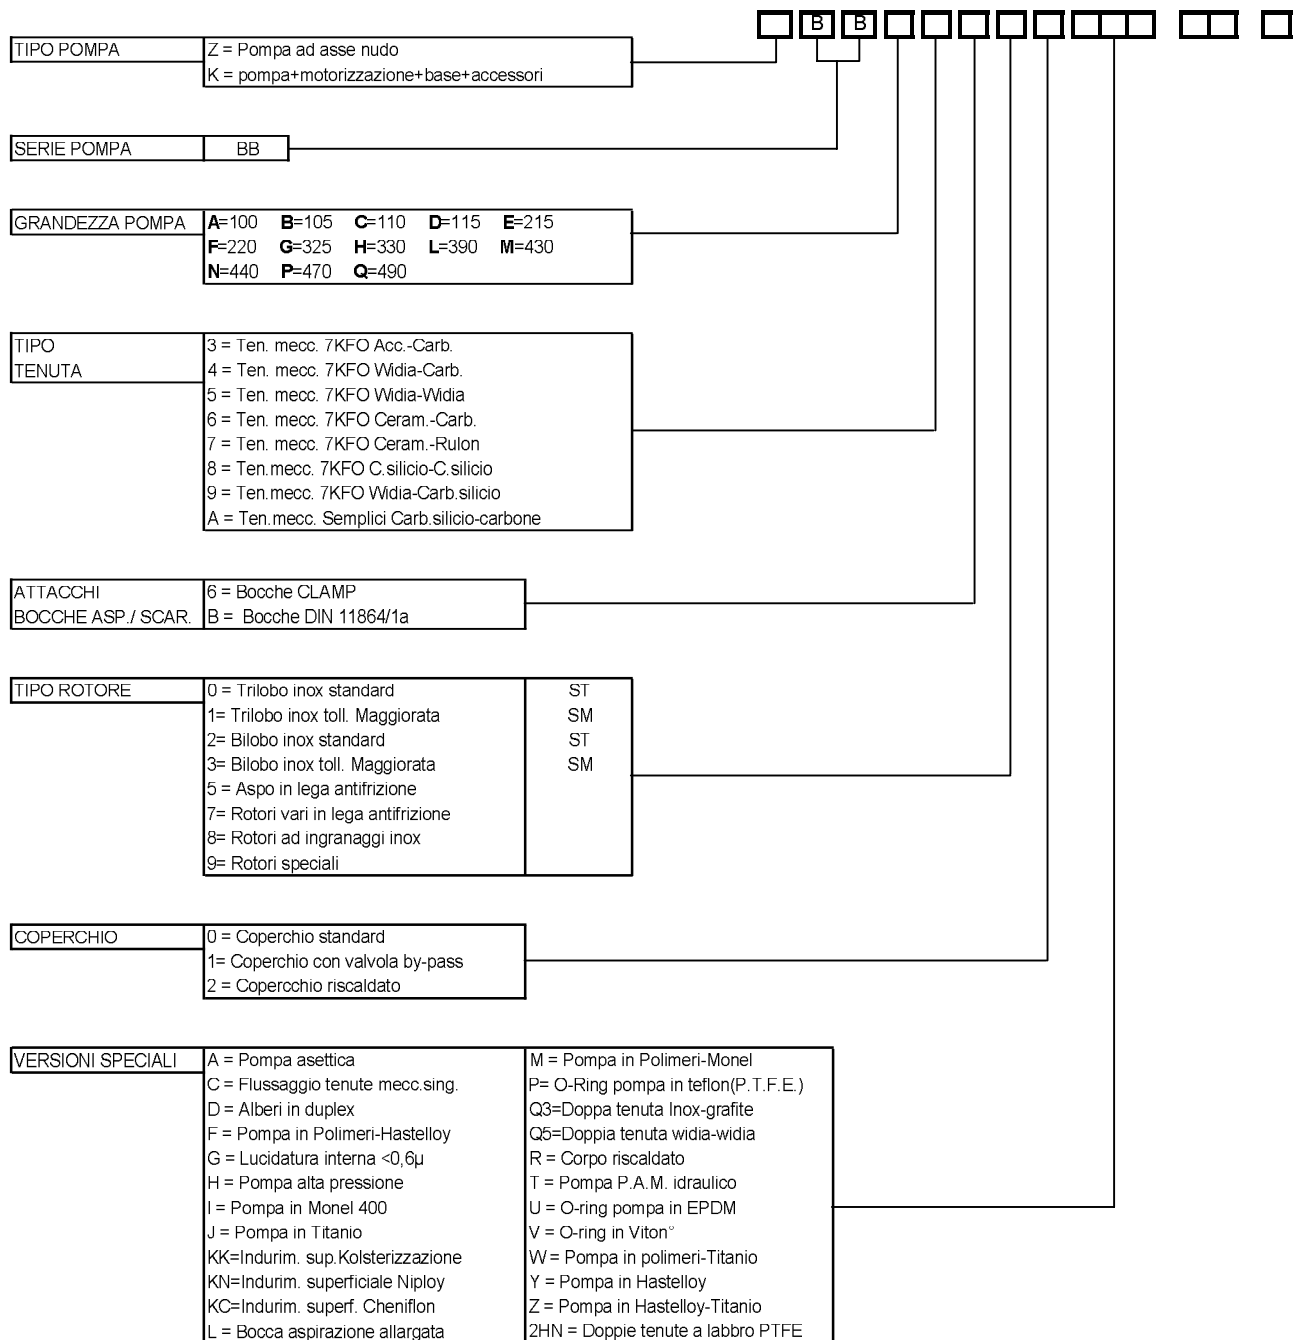 B B
TIPO POMPA
Z = Pompa ad asse nudo
K = pompa+motorizzazione+base+accessori
SERIE POMPA
BB
GRANDEZZA POMPA
A=100 B=105 C=110 D=115 E=215
F=220 G=325 H=330 L=390 M=430
N=440 P=470 Q=490
TIPO
TENUTA
3 = Ten. mecc. 7KFO Acc.-Carb.
4 = Ten. mecc. 7KFO Widia-Carb.
5 = Ten. mecc. 7KFO Widia-Widia
6 = Ten. mecc. 7KFO Ceram.-Carb.
7 = Ten. mecc. 7KFO Ceram.-Rulon
8 = Ten.mecc. 7KFO C.silicio-C.silicio
9 = Ten.mecc. 7KFO Widia-Carb.silicio
A = Ten.mecc. Semplici Carb.silicio-carbone
ATTACCHI
BOCCHE ASP./ SCAR.
6 = Bocche CLAMP
B = Bocche DIN 11864/1a
TIPO ROTORE
0 = Trilobo inox standard ST
1= Trilobo inox toll. Maggiorata SM
2= Bilobo inox standard ST
3= Bilobo inox toll. Maggiorata SM
5 = Aspo in lega antifrizione
7= Rotori vari in lega antifrizione
8= Rotori ad ingranaggi inox
9= Rotori speciali
COPERCHIO
0 = Coperchio standard
1= Coperchio con valvola by-pass
2 = Copercchio riscaldato
VERSIONI SPECIALI
A = Pompa asettica
C = Flussaggio tenute mecc.sing.
D = Alberi in duplex
F = Pompa in Polimeri-Hastelloy
G = Lucidatura interna <0,6µ
H = Pompa alta pressione
I = Pompa in Monel 400
J = Pompa in Titanio
KK=Indurim. sup.Kolsterizzazione
KN=Indurim. superficiale Niploy
KC=Indurim. superf. Cheniflon
L = Bocca aspirazione allargata
M = Pompa in Polimeri-Monel
P= O-Ring pompa in teflon(P.T.F.E.)
Q3=Doppa tenuta Inox-grafite
Q5=Doppia tenuta widia-widia
R = Corpo riscaldato
T = Pompa P.A.M. idraulico
U = O-ring pompa in EPDM
V = O-ring in Viton°
W = Pompa in polimeri-Titanio
Y = Pompa in Hastelloy
Z = Pompa in Hastelloy-Titanio
2HN = Doppie tenute a labbro PTFE